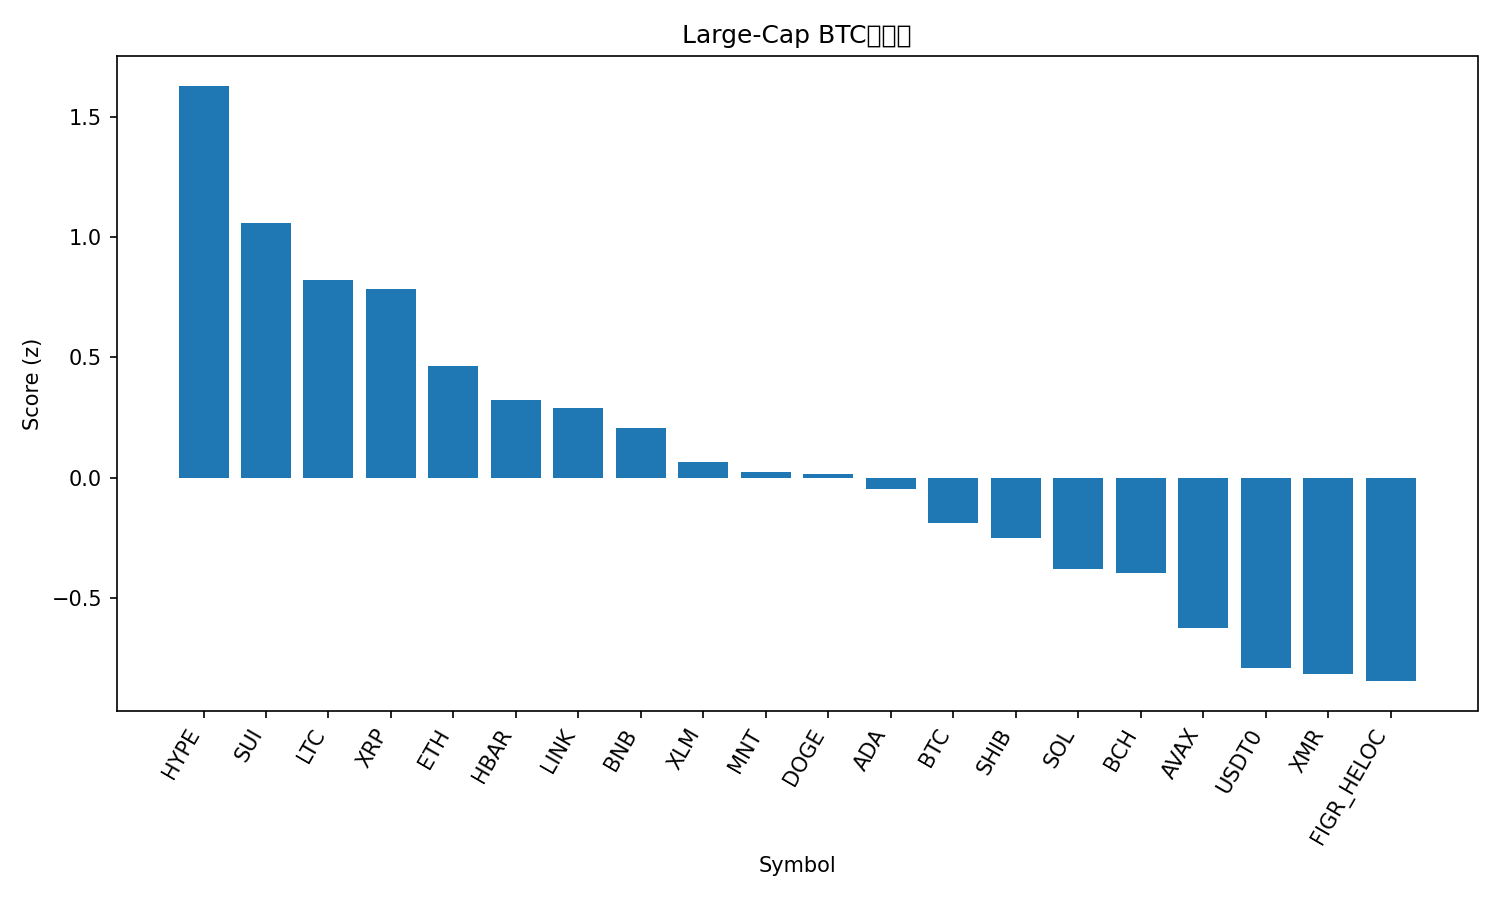 Large-Cap BTC
Score (z)
1.5
1.0
0.5
0.0
−0.5
HYPE
SUI
LTC
XRP
ETH
HBAR
LINK
BNB
XLM
MNT
DOGE
ADA
BTC
SHIB
SOL
BCH
AVAX
USDT0
XMR
FIGR_HELOC
Symbol